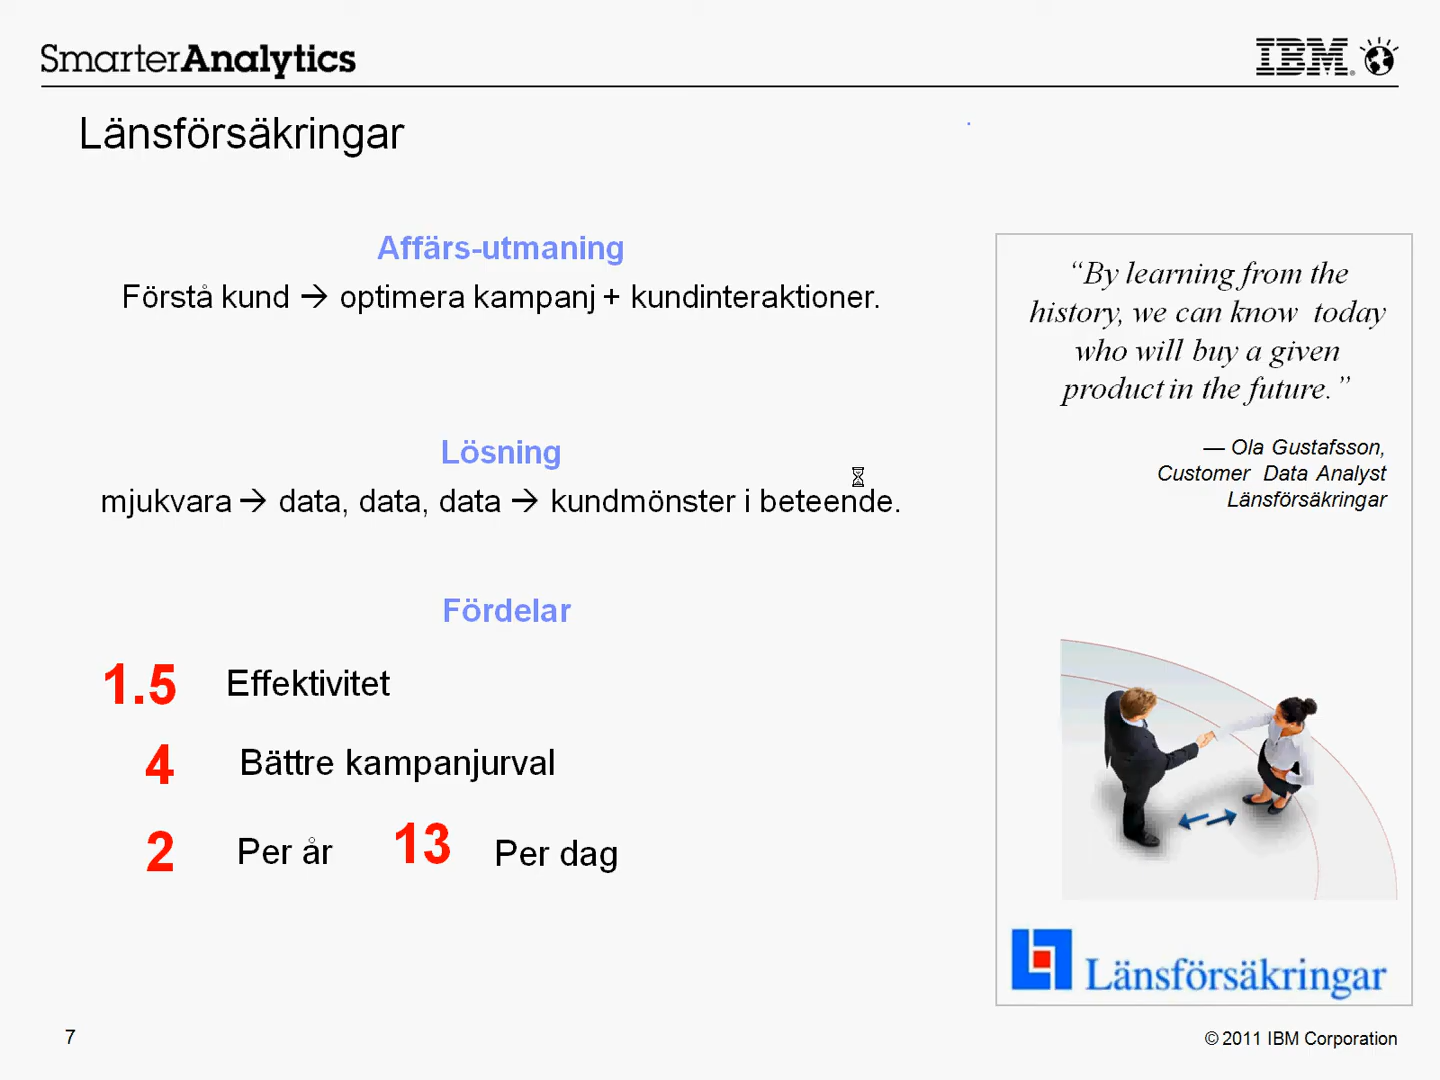 SmarterAnalytics
IBM®
Länsförsäkringar
Affärs-utmaning
Förstå kund → optimera kampanj + kundinteraktioner.
Lösning
mjukvara → data, data, data → kundmönster i beteende.
Fördelar
1.5 Effektivitet
4 Bättre kampanjurval
2 Per år 13 Per dag
“By learning from the
history, we can know today
who will buy a given
product in the future.”
— Ola Gustafsson,
Customer Data Analyst
Länsförsäkringar
Länsförsäkringar
7
© 2011 IBM Corporation